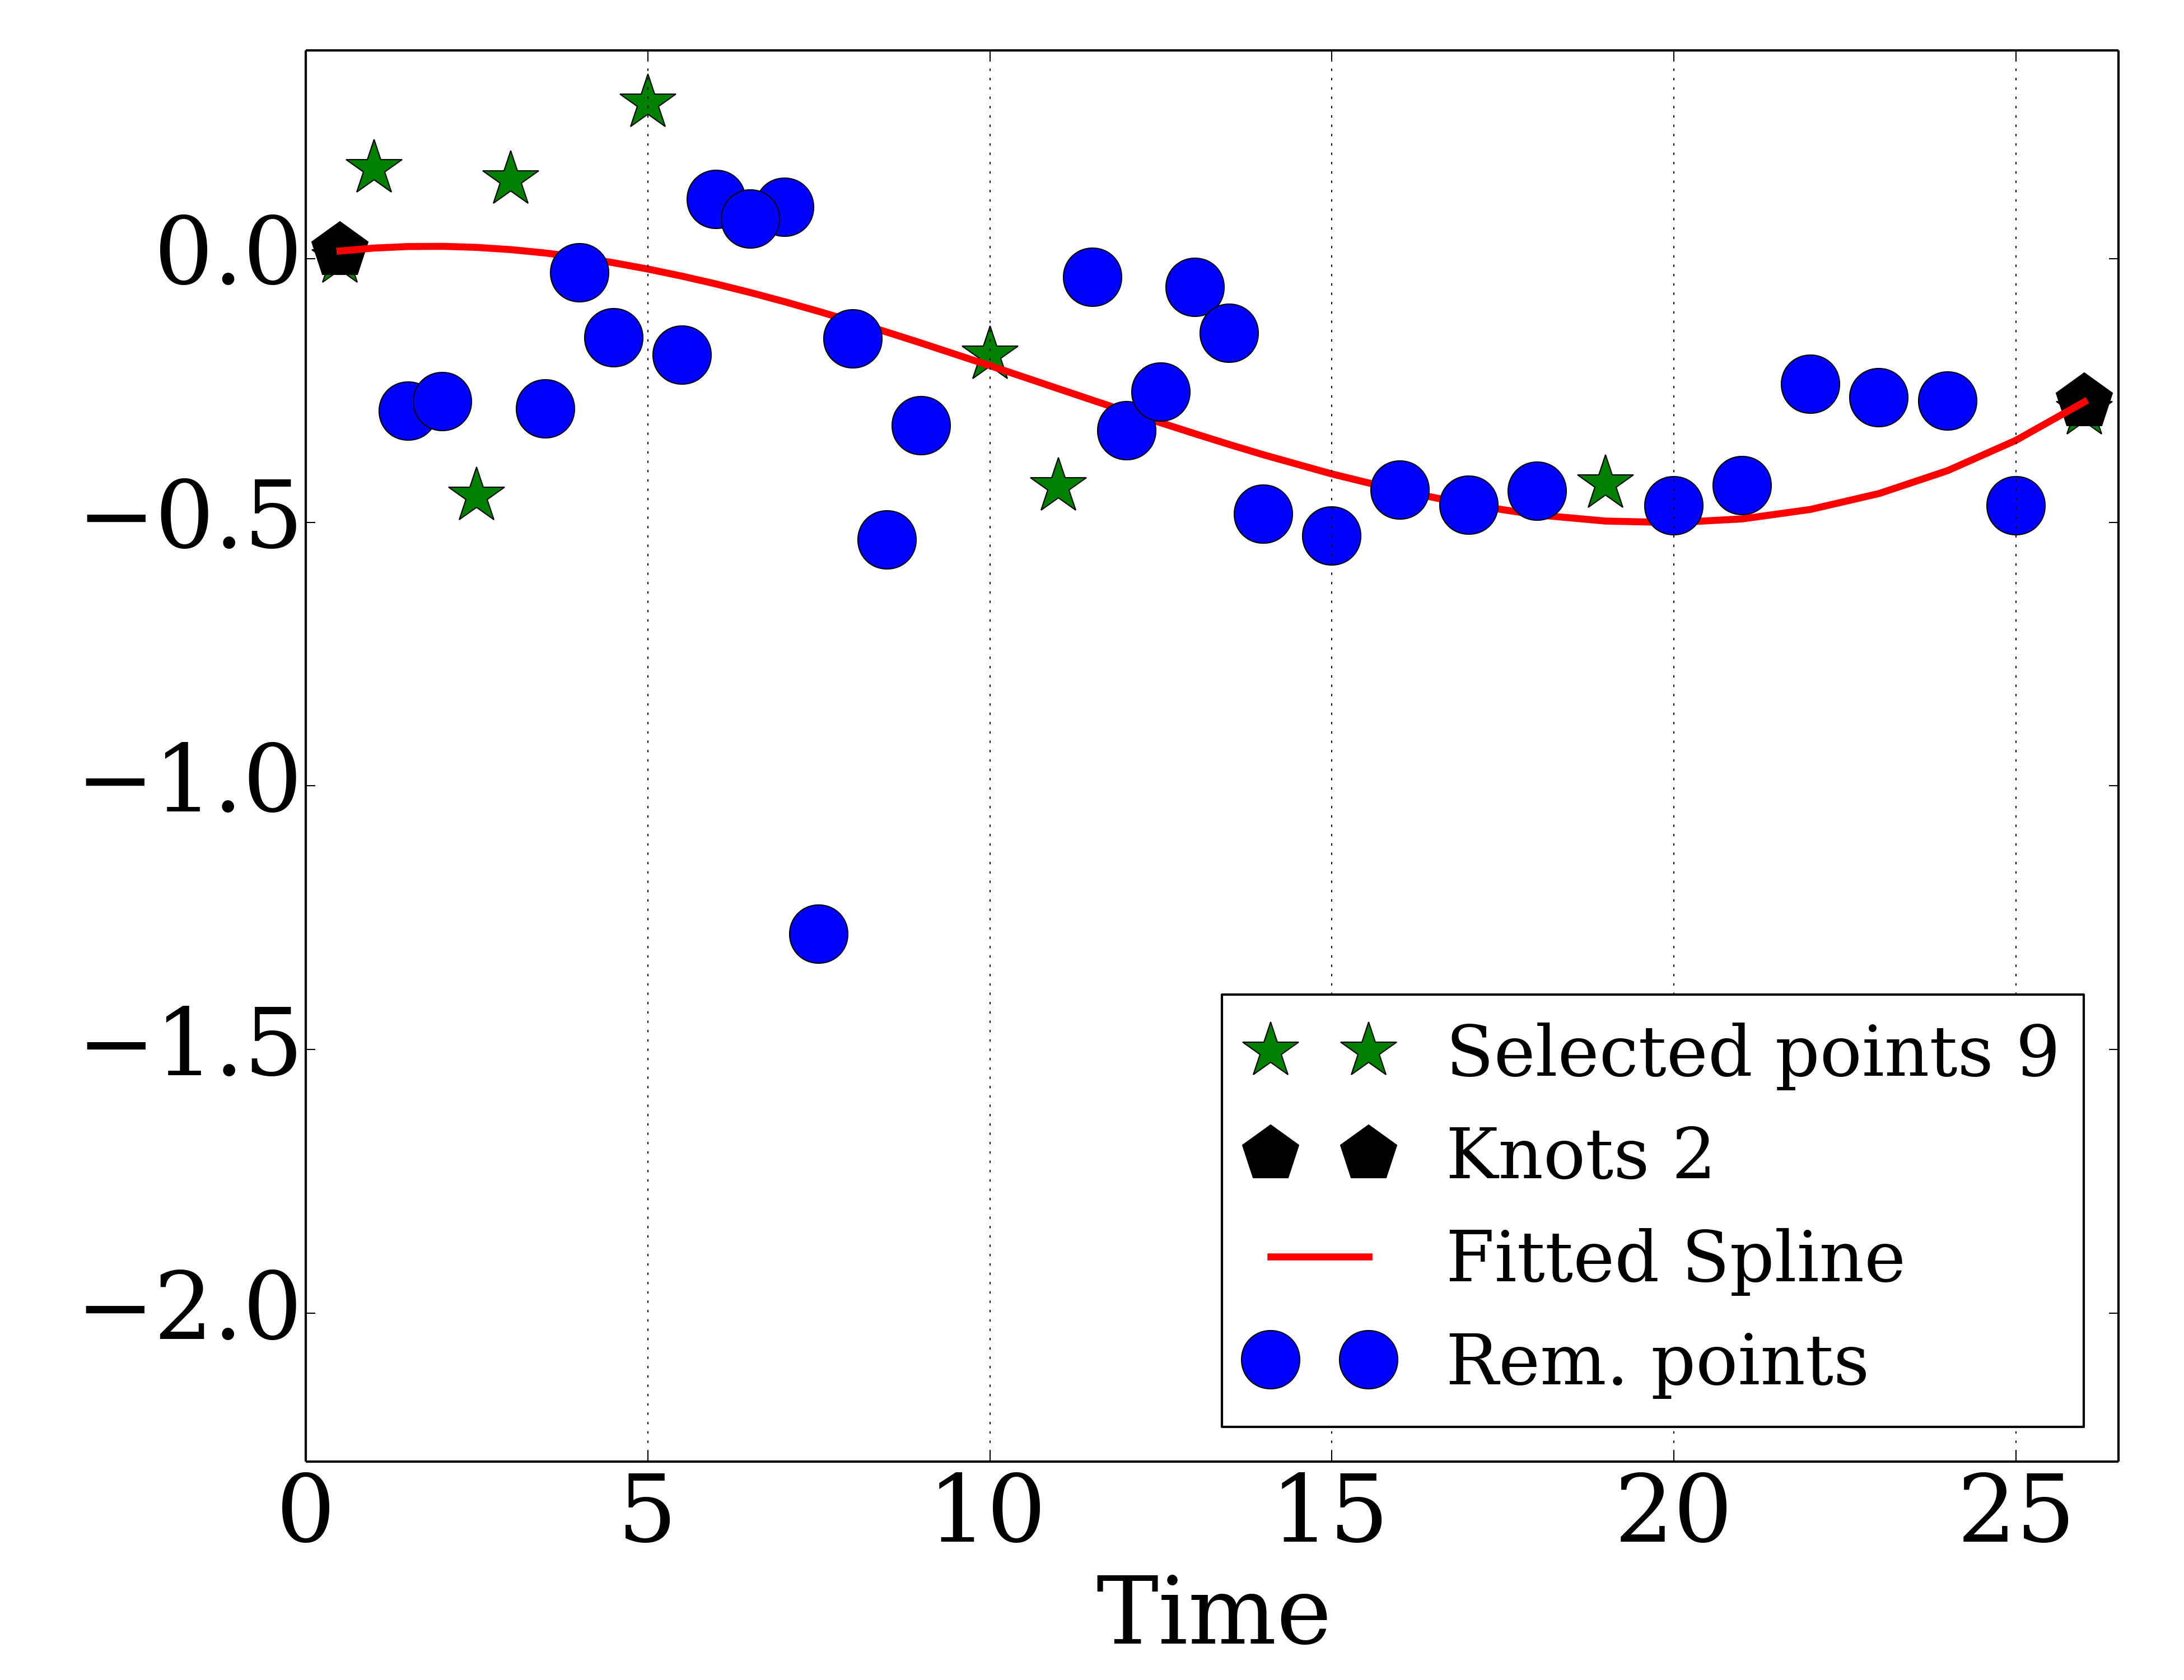 0.0
−0.5
−1.0
−1.5
−2.0
Selected points 9
Knots 2
Fitted Spline
Rem. points
0 5 10 15 20 25
Time